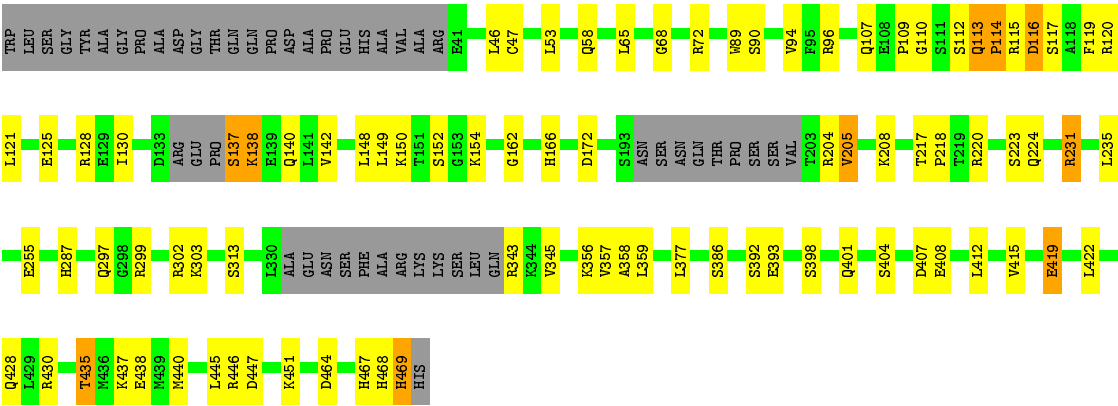 TRP LEU SER GLY TYR ALA GLY PRO ALA ASP GLY THR GLN GLN PRO ASP ALA PRO GLU HIS ALA VAL ALA ARG E41 L46 C47 L53 Q58 L65 G68 R72 W89 S90 V94 F95 R96 Q107 E108 P109 G110 S111 S112 Q113 P114 R115 D116 S117 A118 F119 R120
L121 E125 R128 E129 I130 D133 ARG GLU PRO S137 K138 E139 Q140 L141 V142 L148 L149 K150 T151 S152 G153 K154 G162 H166 D172 S193 ASN SER ASN GLN THR PRO SER SER VAL T203 R204 V205 K208 T217 P218 T219 R220 S223 Q224 R231 L235
E255 H287 Q297 G298 R299 R302 K303 S313 L330 ALA GLU ASN SER PHE ALA ARG LYS LYS SER LEU GLN R343 K344 V345 K356 V357 A358 L359 L377 S386 S392 E393 S398 Q401 S404 D407 E408 L412 V415 E419 L422
Q428 L429 R430 T435 M436 K437 E438 M439 M440 L445 R446 D447 K451 D464 H467 H468 H469 HIS